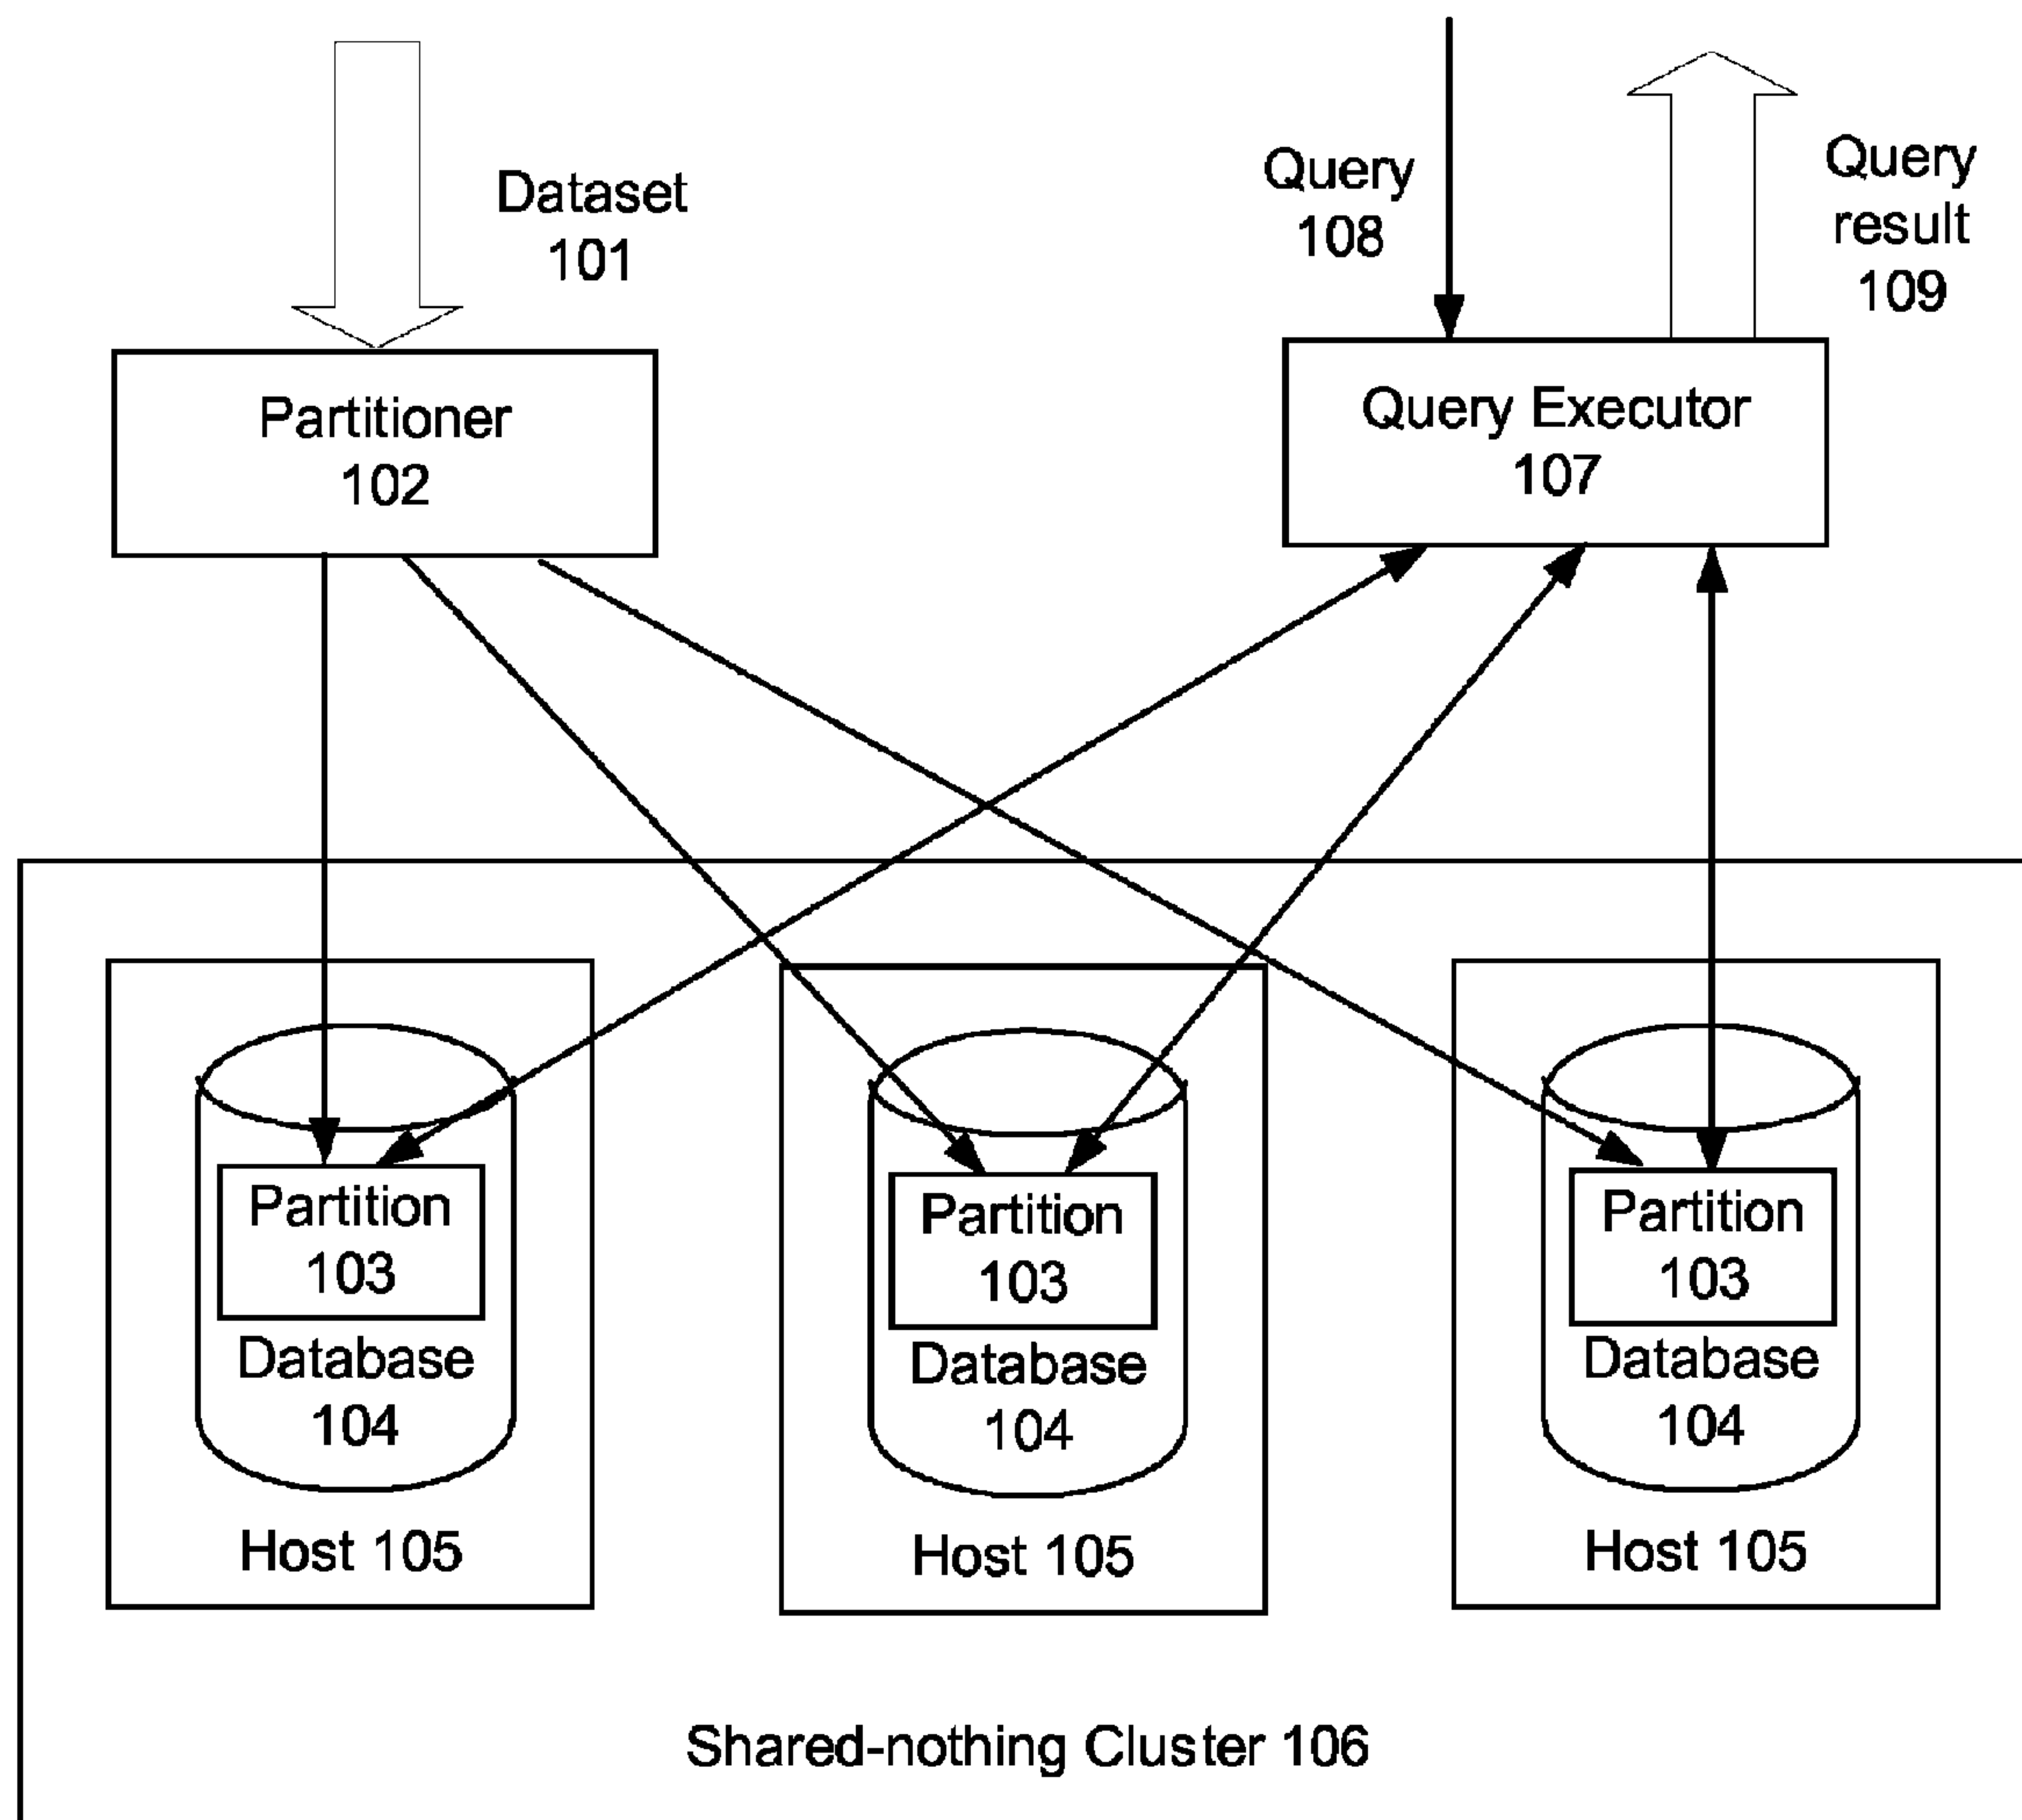 Dataset
101
Query
108
Query
result
109
Partitioner
102
Query Executor
107
Partition
103
Database
104
Host 105
Partition
103
Database
104
Host 105
Partition
103
Database
104
Host 105
Shared-nothing Cluster 106